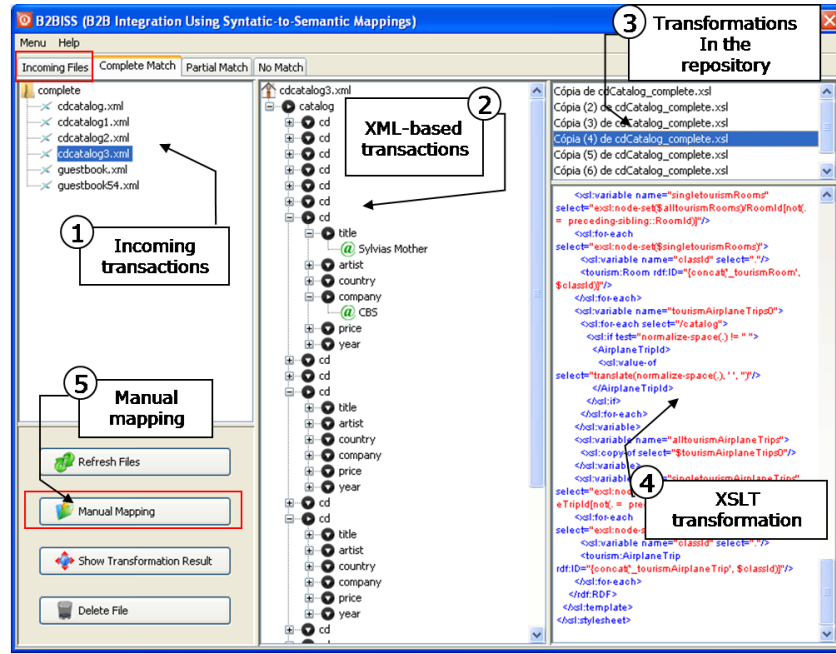 B2BISS (B2B Integration Using Syntatic-to-Semantic Mappings)
Menu Help
Incoming Files Complete Match Partial Match No Match
complete
cdcatalog.xml
cdcatalog1.xml
cdcatalog2.xml
cdcatalog3.xml
guestbook.xml
guestbook54.xml
1
Incoming
transactions
5
Manual
mapping
Refresh Files
Manual Mapping
Show Transformation Result
Delete File
cdcatalog3.xml
catalog
cd
cd
cd
cd
cd
cd
cd
title
Sylvias Mother
artist
country
company
CBS
price
year
cd
cd
cd
title
artist
country
company
price
year
cd
cd
title
artist
country
company
price
year
cd
2
XML-based
transactions
3
Transformations
In the
repository
Cópia de cdCatalog_complete.xsl
Cópia (2) de cdCatalog_complete.xsl
Cópia (3) de cdCatalog_complete.xsl
Cópia (4) de cdCatalog_complete.xsl
Cópia (5) de cdCatalog_complete.xsl
Cópia (6) de cdCatalog_complete.xsl
<xsl:variable name="singletourismRooms"
select="exsl:node-set($alltourismRooms)/RoomId[not(.
= preceding-sibling::RoomId)]"/>
<xsl:for-each
select="exsl:node-set($singletourismRooms)">
<xsl:variable name="classId" select="."/>
<tourism:Room rdf:ID="{concat('_tourismRoom',
$classId)}"/>
</xsl:for-each>
<xsl:variable name="tourismAirplaneTrips0">
<xsl:for-each select="/catalog">
<xsl:if test="normalize-space(.) != '' ">
<AirplaneTripId>
<xsl:value-of
select="translate(normalize-space(.), ' ', '')"/>
</AirplaneTripId>
</xsl:if>
</xsl:for-each>
</xsl:variable>
<xsl:variable name="alltourismAirplaneTrips">
<xsl:copy-of select="$tourismAirplaneTrips0"/>
</xsl:variable>
<xsl:variable name="singletourismAirplaneTrips"
select="exsl:nod
eTripId[not(. = pre
<xsl:for-each
select="exsl:node-s
<xsl:variable name="classId" select="."/>
<tourism:AirplaneTrip
rdf:ID="{concat('_tourismAirplaneTrip', $classId)}"/>
</xsl:for-each>
</rdf:RDF>
</xsl:template>
</xsl:stylesheet>
4
XSLT
transformation